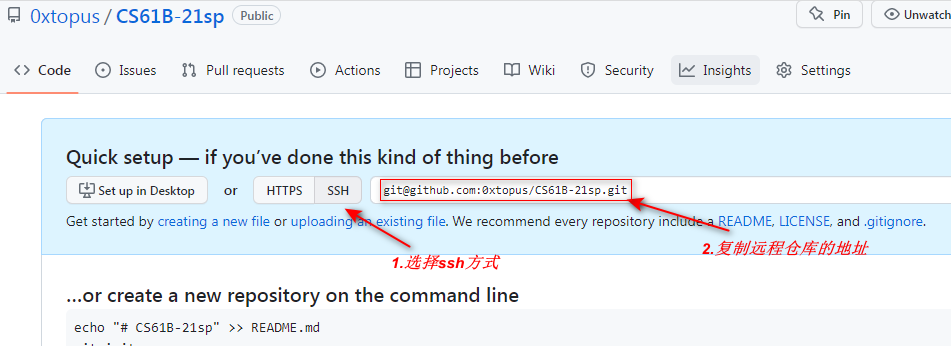 0xtopus / CS61B-21sp Public Pin Unwatch
Code Issues Pull requests Actions Projects Wiki Security Insights Settings
Quick setup — if you’ve done this kind of thing before
Set up in Desktop or HTTPS SSH git@github.com:0xtopus/CS61B-21sp.git
Get started by creating a new file or uploading an existing file. We recommend every repository include a README, LICENSE, and .gitignore.
1.选择ssh方式
2.复制远程仓库的地址
...or create a new repository on the command line
echo "# CS61B-21sp" >> README.md